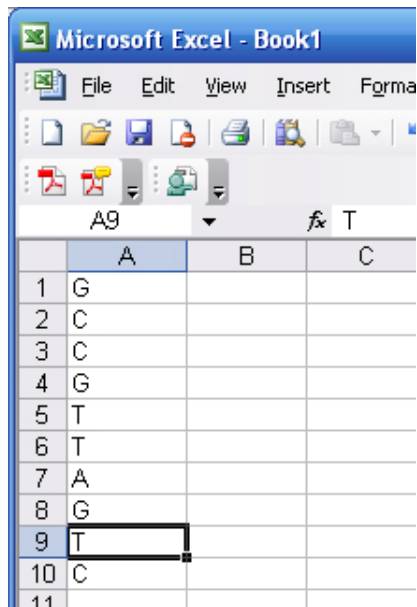 Microsoft Excel - Book1
File Edit View Insert Forma
A9 fx T
A B C
1 G
2 C
3 C
4 G
5 T
6 T
7 A
8 G
9 T
10 C
11